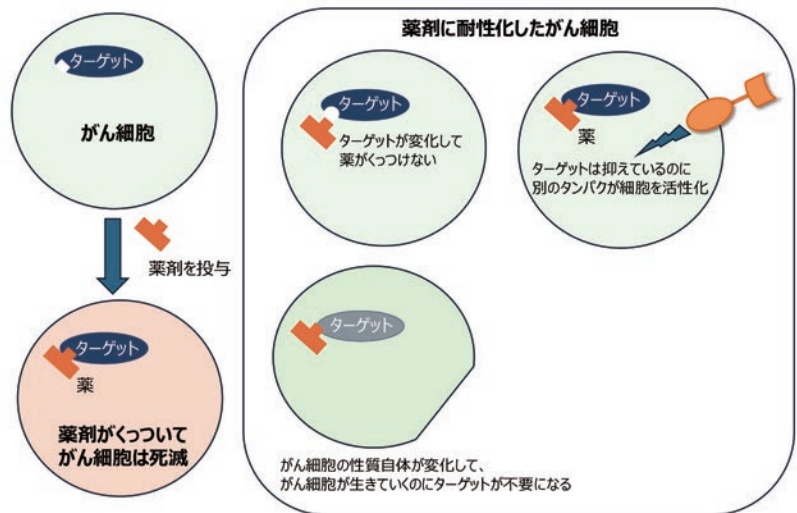 ターゲット
がん細胞
薬剤を投与
ターゲット
薬
薬剤がくっついて
がん細胞は死滅
薬剤に耐性化したがん細胞
ターゲット
ターゲットが変化して
薬がくっつけない
ターゲット
薬
ターゲットは抑えているのに
別のタンパクが細胞を活性化
ターゲット
がん細胞の性質自体が変化して、
がん細胞が生きていくのにターゲットが不要になる